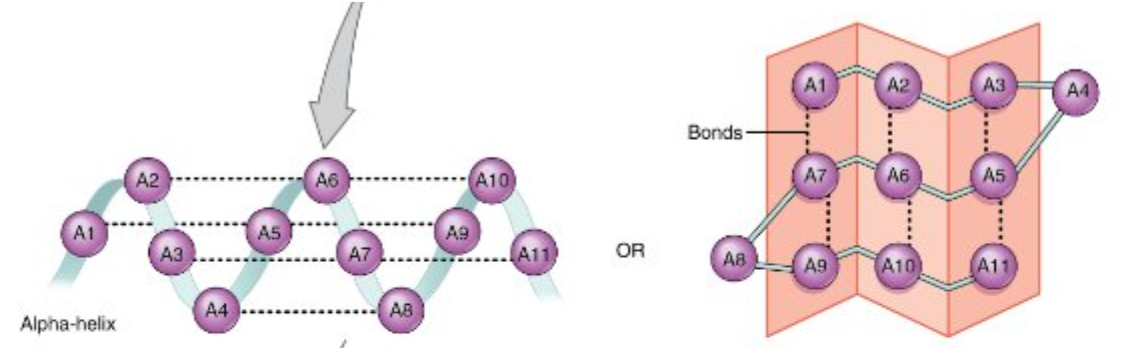 A2 A6 A10
A1 A5 A9
A3 A7 A11
A4 A8
Alpha-helix
OR
A1 A2 A3 A4
Bonds
A7 A6 A5
A8 A9 A10 A11